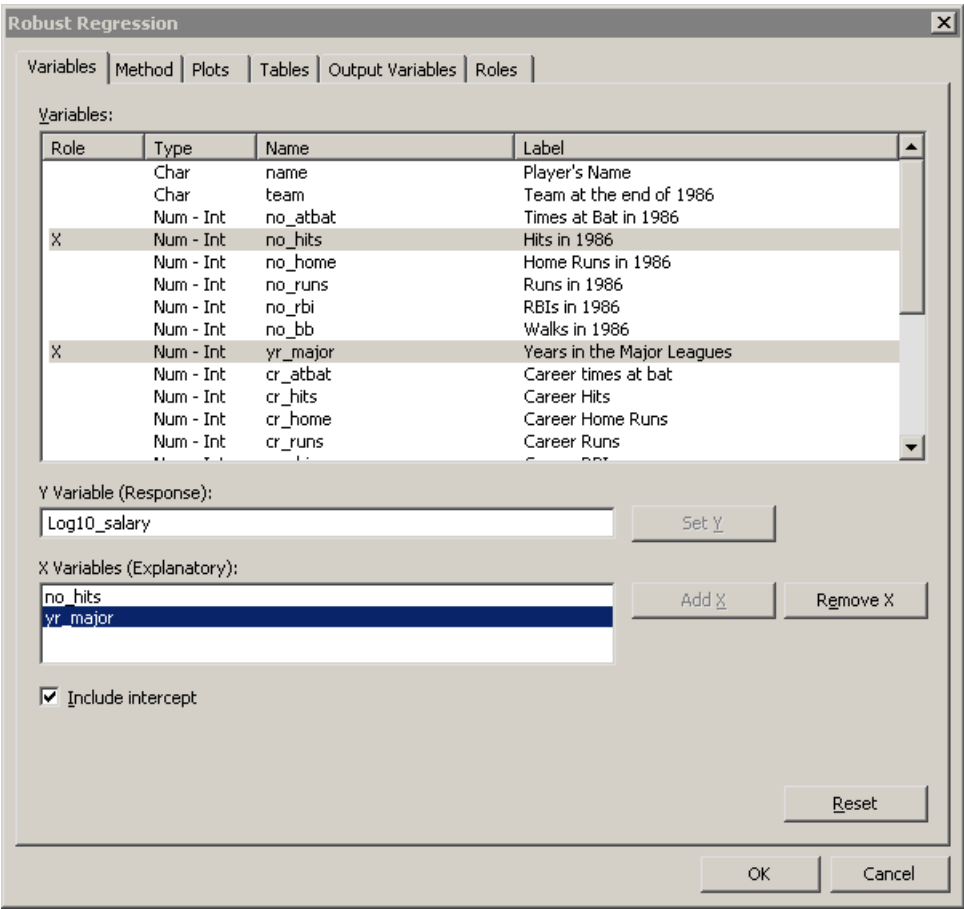 Robust Regression
Variables Method Plots Tables Output Variables Roles
Variables:
Role Type Name Label
Char name Player's Name
Char team Team at the end of 1986
Num - Int no_atbat Times at Bat in 1986
X Num - Int no_hits Hits in 1986
Num - Int no_home Home Runs in 1986
Num - Int no_runs Runs in 1986
Num - Int no_rbi RBIs in 1986
Num - Int no_bb Walks in 1986
X Num - Int yr_major Years in the Major Leagues
Num - Int cr_atbat Career times at bat
Num - Int cr_hits Career Hits
Num - Int cr_home Career Home Runs
Num - Int cr_runs Career Runs
Y Variable (Response):
Log10_salary Set Y
X Variables (Explanatory):
no_hits Add X Remove X
yr_major
Include intercept
Reset
OK Cancel